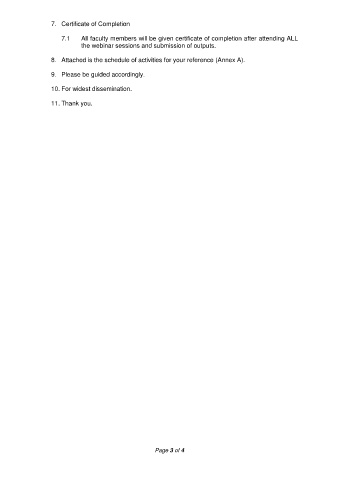 7. Certificate of Completion
7.1 All faculty members will be given certificate of completion after attending ALL
the webinar sessions and submission of outputs.
8. Attached is the schedule of activities for your reference (Annex A).
9. Please be guided accordingly.
10. For widest dissemination.
11. Thank you.
Page 3 of 4